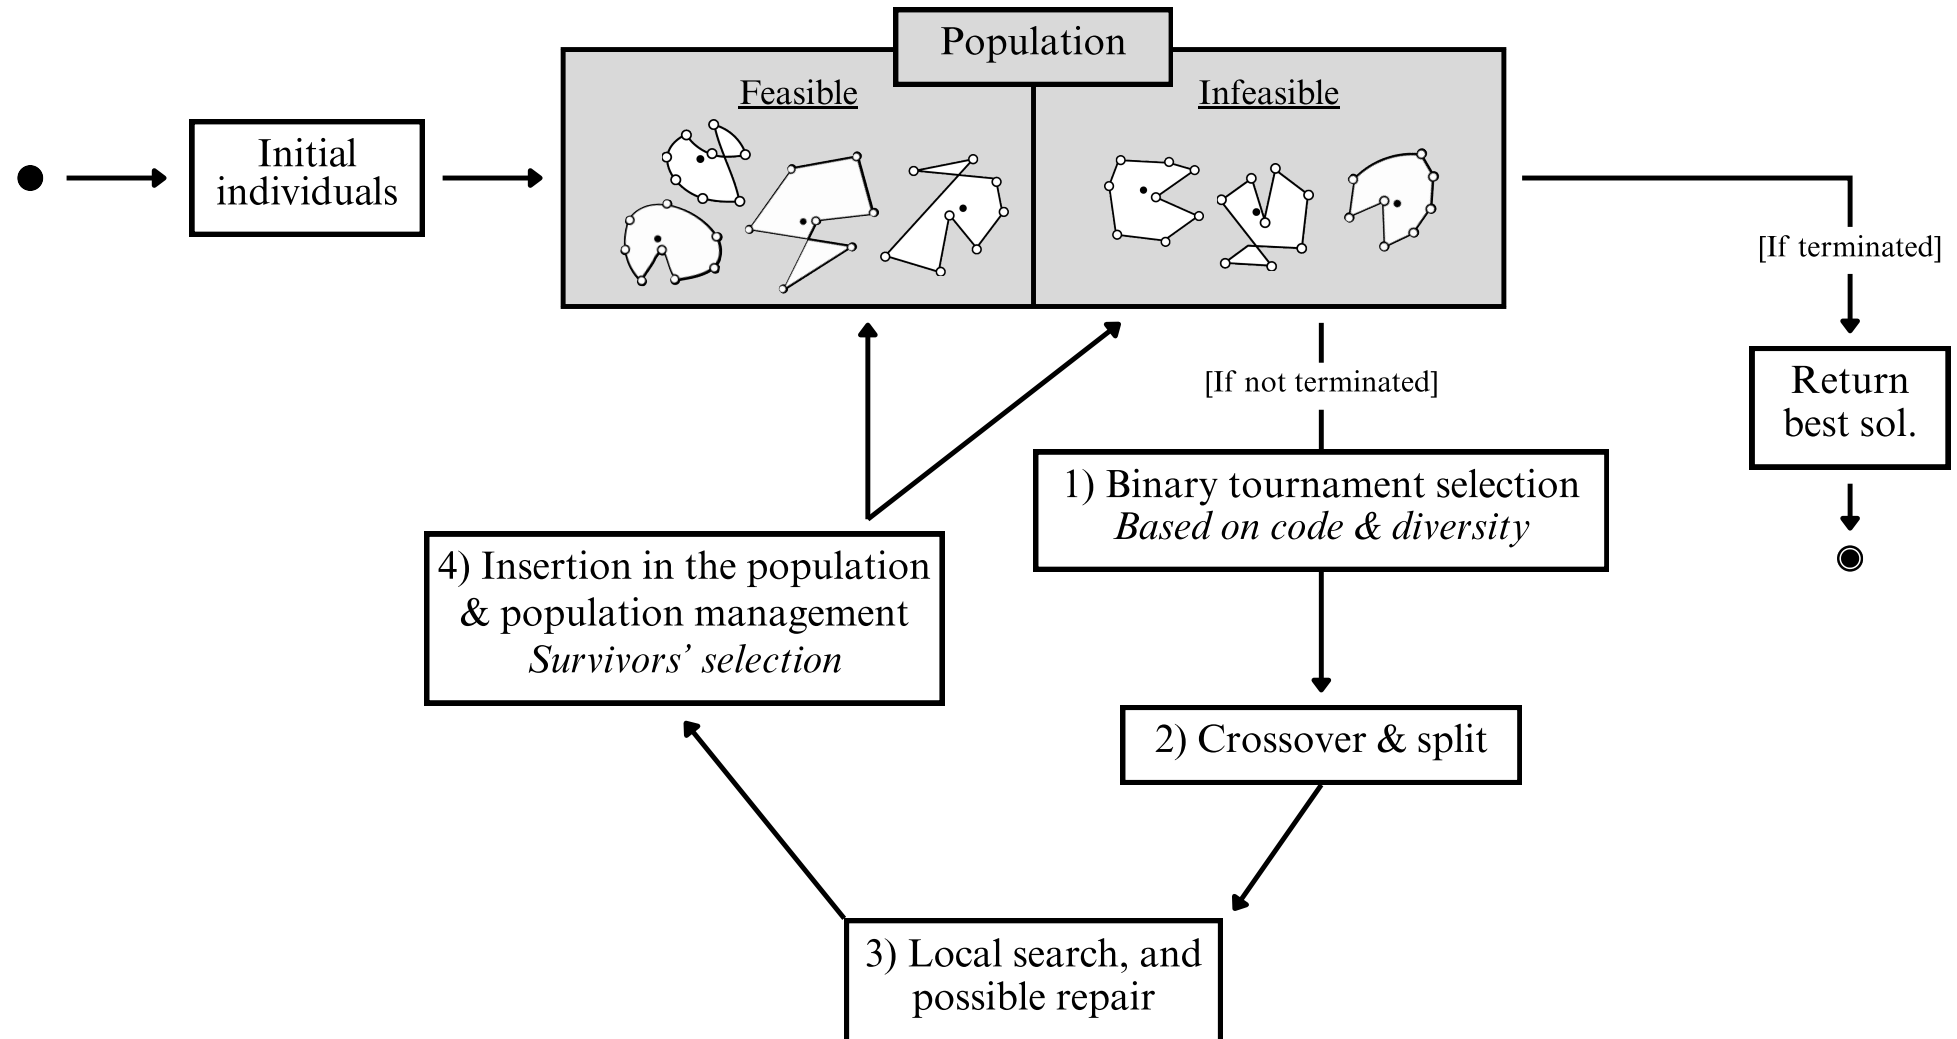 Population
Feasible
Infeasible
Initial
individuals
[If terminated]
[If not terminated]
Return
best sol.
1) Binary tournament selection
Based on code & diversity
4) Insertion in the population
& population management
Survivors’ selection
2) Crossover & split
3) Local search, and
possible repair